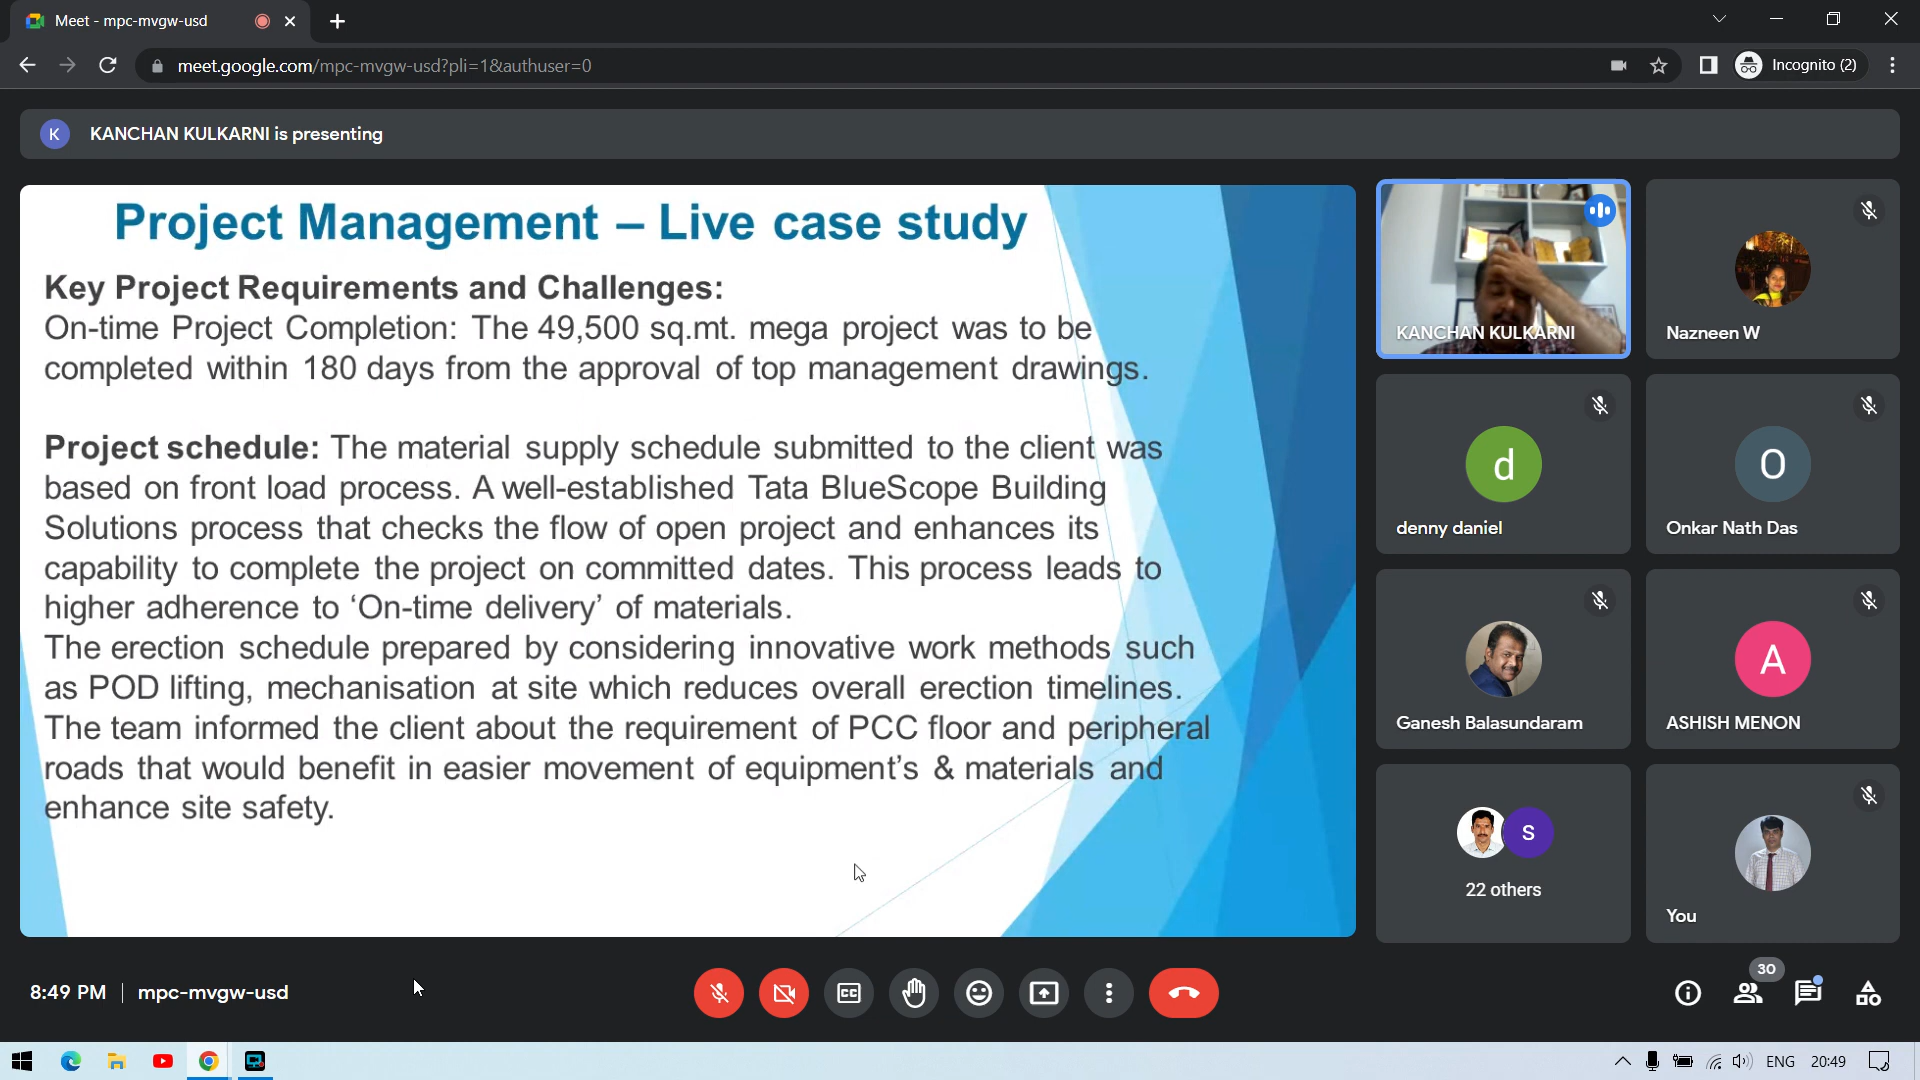 Meet - mpc-mvgw-usd
meet.google.com/mpc-mvgw-usd?pli=1&authuser=0
Incognito (2)
K
KANCHAN KULKARNI is presenting
Project Management – Live case study
Key Project Requirements and Challenges:
On-time Project Completion: The 49,500 sq.mt. mega project was to be
completed within 180 days from the approval of top management drawings.
Project schedule: The material supply schedule submitted to the client was
based on front load process. A well-established Tata BlueScope Building
Solutions process that checks the flow of open project and enhances its
capability to complete the project on committed dates. This process leads to
higher adherence to ‘On-time delivery’ of materials.
The erection schedule prepared by considering innovative work methods such
as POD lifting, mechanisation at site which reduces overall erection timelines.
The team informed the client about the requirement of PCC floor and peripheral
roads that would benefit in easier movement of equipment’s & materials and
enhance site safety.
KANCHAN KULKARNI
Nazneen W
d
denny daniel
O
Onkar Nath Das
Ganesh Balasundaram
A
ASHISH MENON
S
22 others
You
8:49 PM | mpc-mvgw-usd
CC
30
ENG
20:49